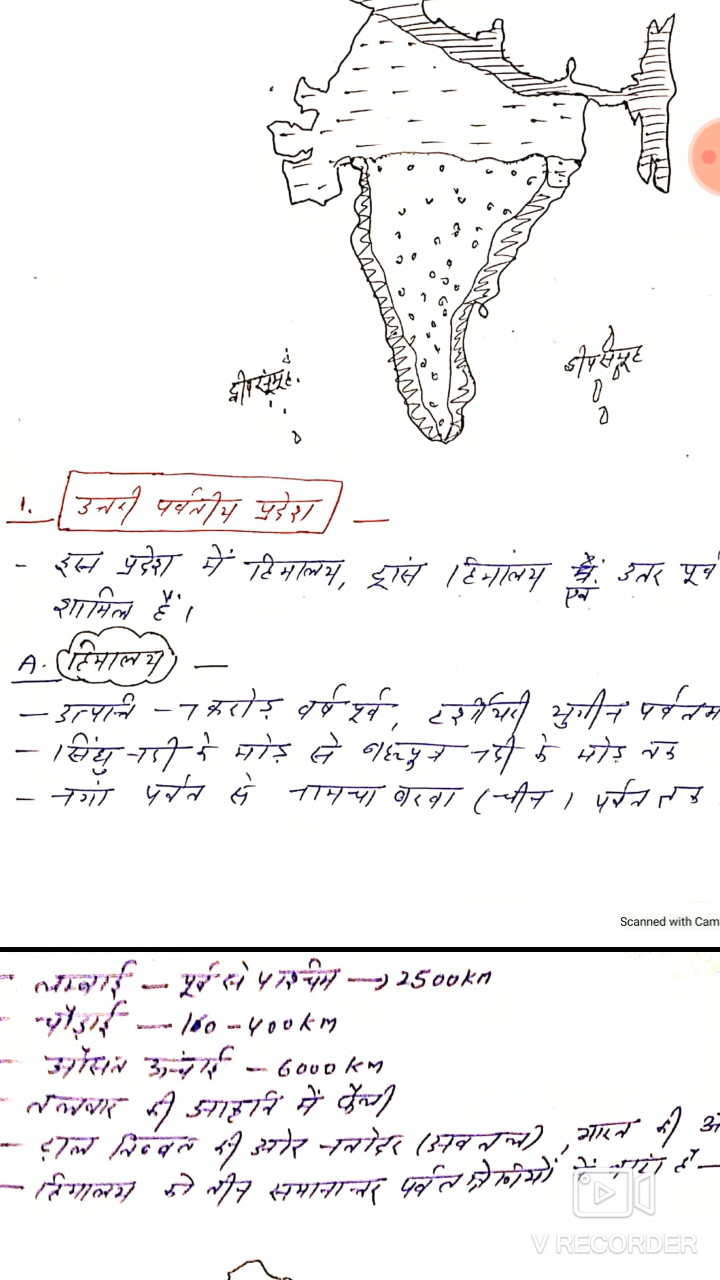 द्वीपसमूह
द्वीपसमूह
1. उत्तरी पर्वतीय प्रदेश —
- इस प्रदेश में हिमालय, ट्रांस हिमालय एवं उत्तर पूर्व
शामिल हैं।
A. हिमालय —
- उत्पत्ति - 7 करोड़ वर्ष पूर्व, टर्शीयरी युगीन पर्वतम
- सिंधु नदी के मोड़ से ब्रह्मपुत्र नदी के मोड़ तक
- नंगा पर्वत से नामचा बरवा (चीन) पर्वत तक
Scanned with Cam
- लम्बाई - पूर्व से पश्चिम → 2500 KM
- चौड़ाई - 160-400 KM
- औसत ऊंचाई - 6000 KM
- तलवार की आकृति में फैली
- ढाल तिब्बत की ओर नतोदर (अवतल), भारत की ओ
- हिमालय को तीन समानान्तर पर्वत श्रेणियों में बांटा है -
V RECORDER